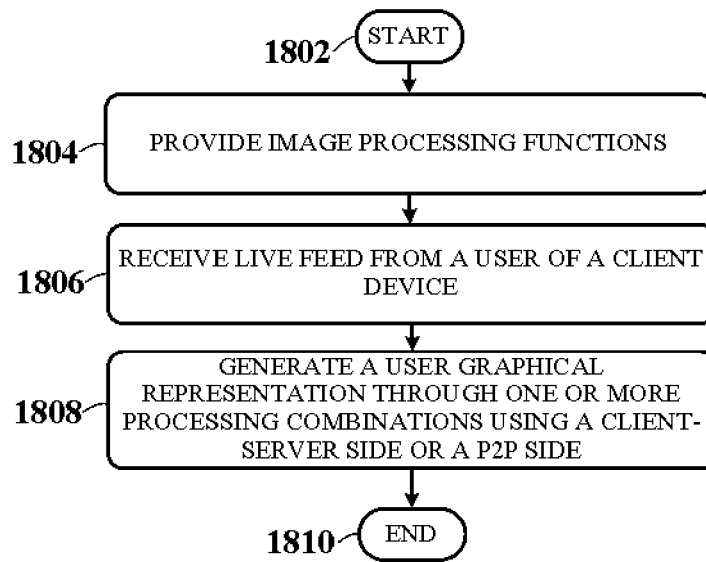 1802
START
1804
PROVIDE IMAGE PROCESSING FUNCTIONS
1806
RECEIVE LIVE FEED FROM A USER OF A CLIENT
DEVICE
1808
GENERATE A USER GRAPHICAL
REPRESENTATION THROUGH ONE OR MORE
PROCESSING COMBINATIONS USING A CLIENT-
SERVER SIDE OR A P2P SIDE
1810
END